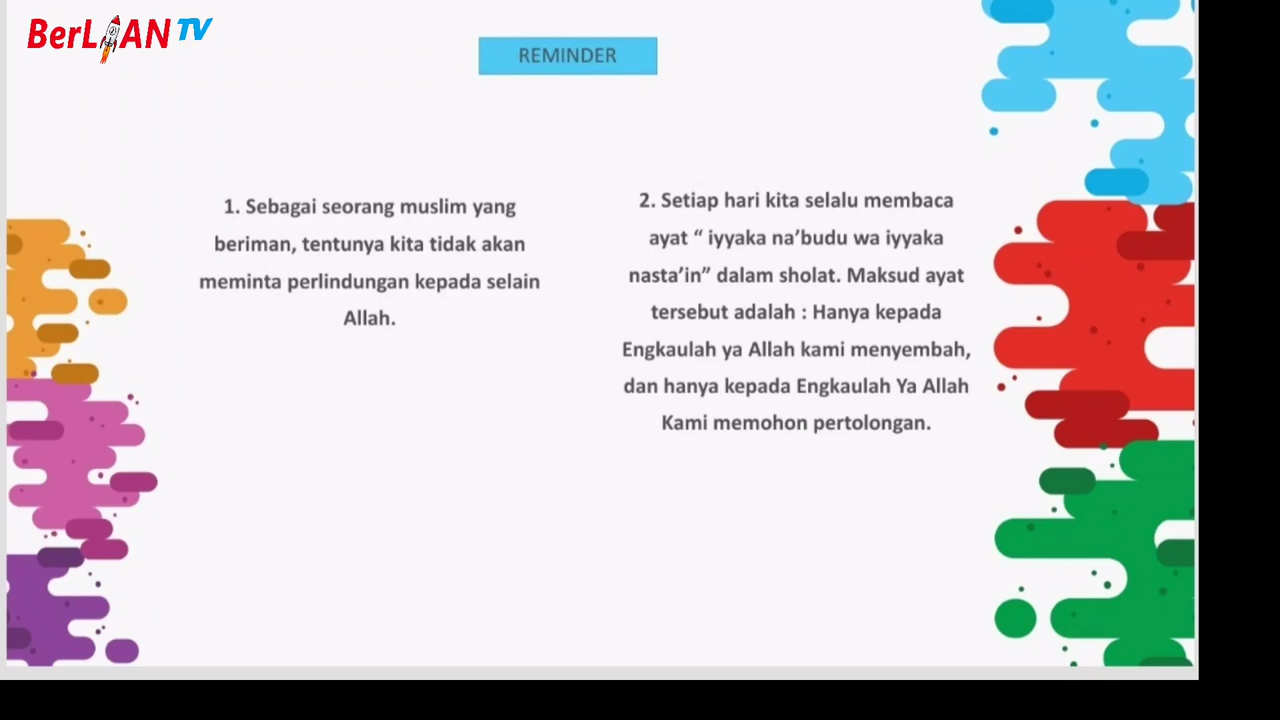 BerLIAN TV
REMINDER
1. Sebagai seorang muslim yang
beriman, tentunya kita tidak akan
meminta perlindungan kepada selain
Allah.
2. Setiap hari kita selalu membaca
ayat “ iyyaka na’budu wa iyyaka
nasta’in” dalam sholat. Maksud ayat
tersebut adalah : Hanya kepada
Engkaulah ya Allah kami menyembah,
dan hanya kepada Engkaulah Ya Allah
Kami memohon pertolongan.